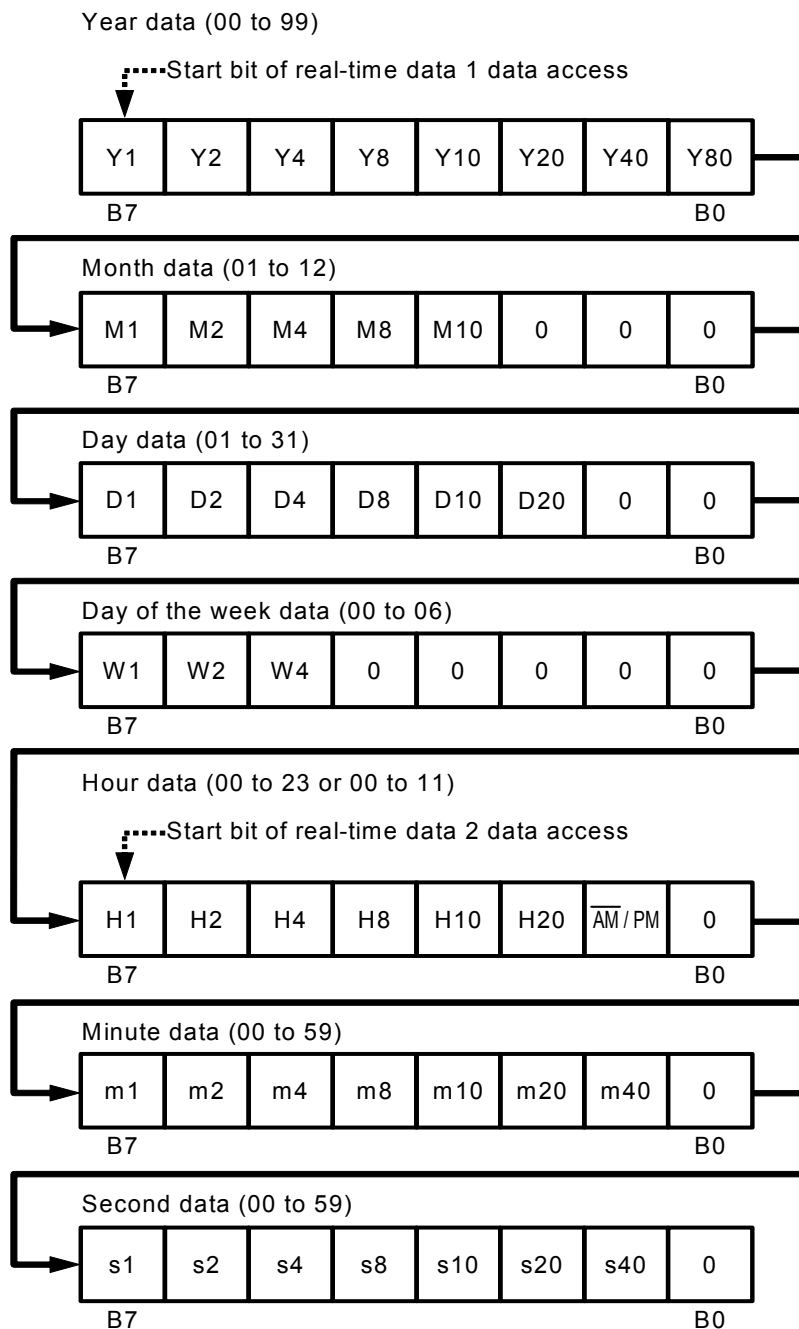 Year data (00 to 99)
Start bit of real-time data 1 data access
Y1 Y2 Y4 Y8 Y10 Y20 Y40 Y80
B7 B0
Month data (01 to 12)
M1 M2 M4 M8 M10 0 0 0
B7 B0
Day data (01 to 31)
D1 D2 D4 D8 D10 D20 0 0
B7 B0
Day of the week data (00 to 06)
W1 W2 W4 0 0 0 0 0
B7 B0
Hour data (00 to 23 or 00 to 11)
Start bit of real-time data 2 data access
H1 H2 H4 H8 H10 H20 A̅M̅ / PM 0
B7 B0
Minute data (00 to 59)
m1 m2 m4 m8 m10 m20 m40 0
B7 B0
Second data (00 to 59)
s1 s2 s4 s8 s10 s20 s40 0
B7 B0